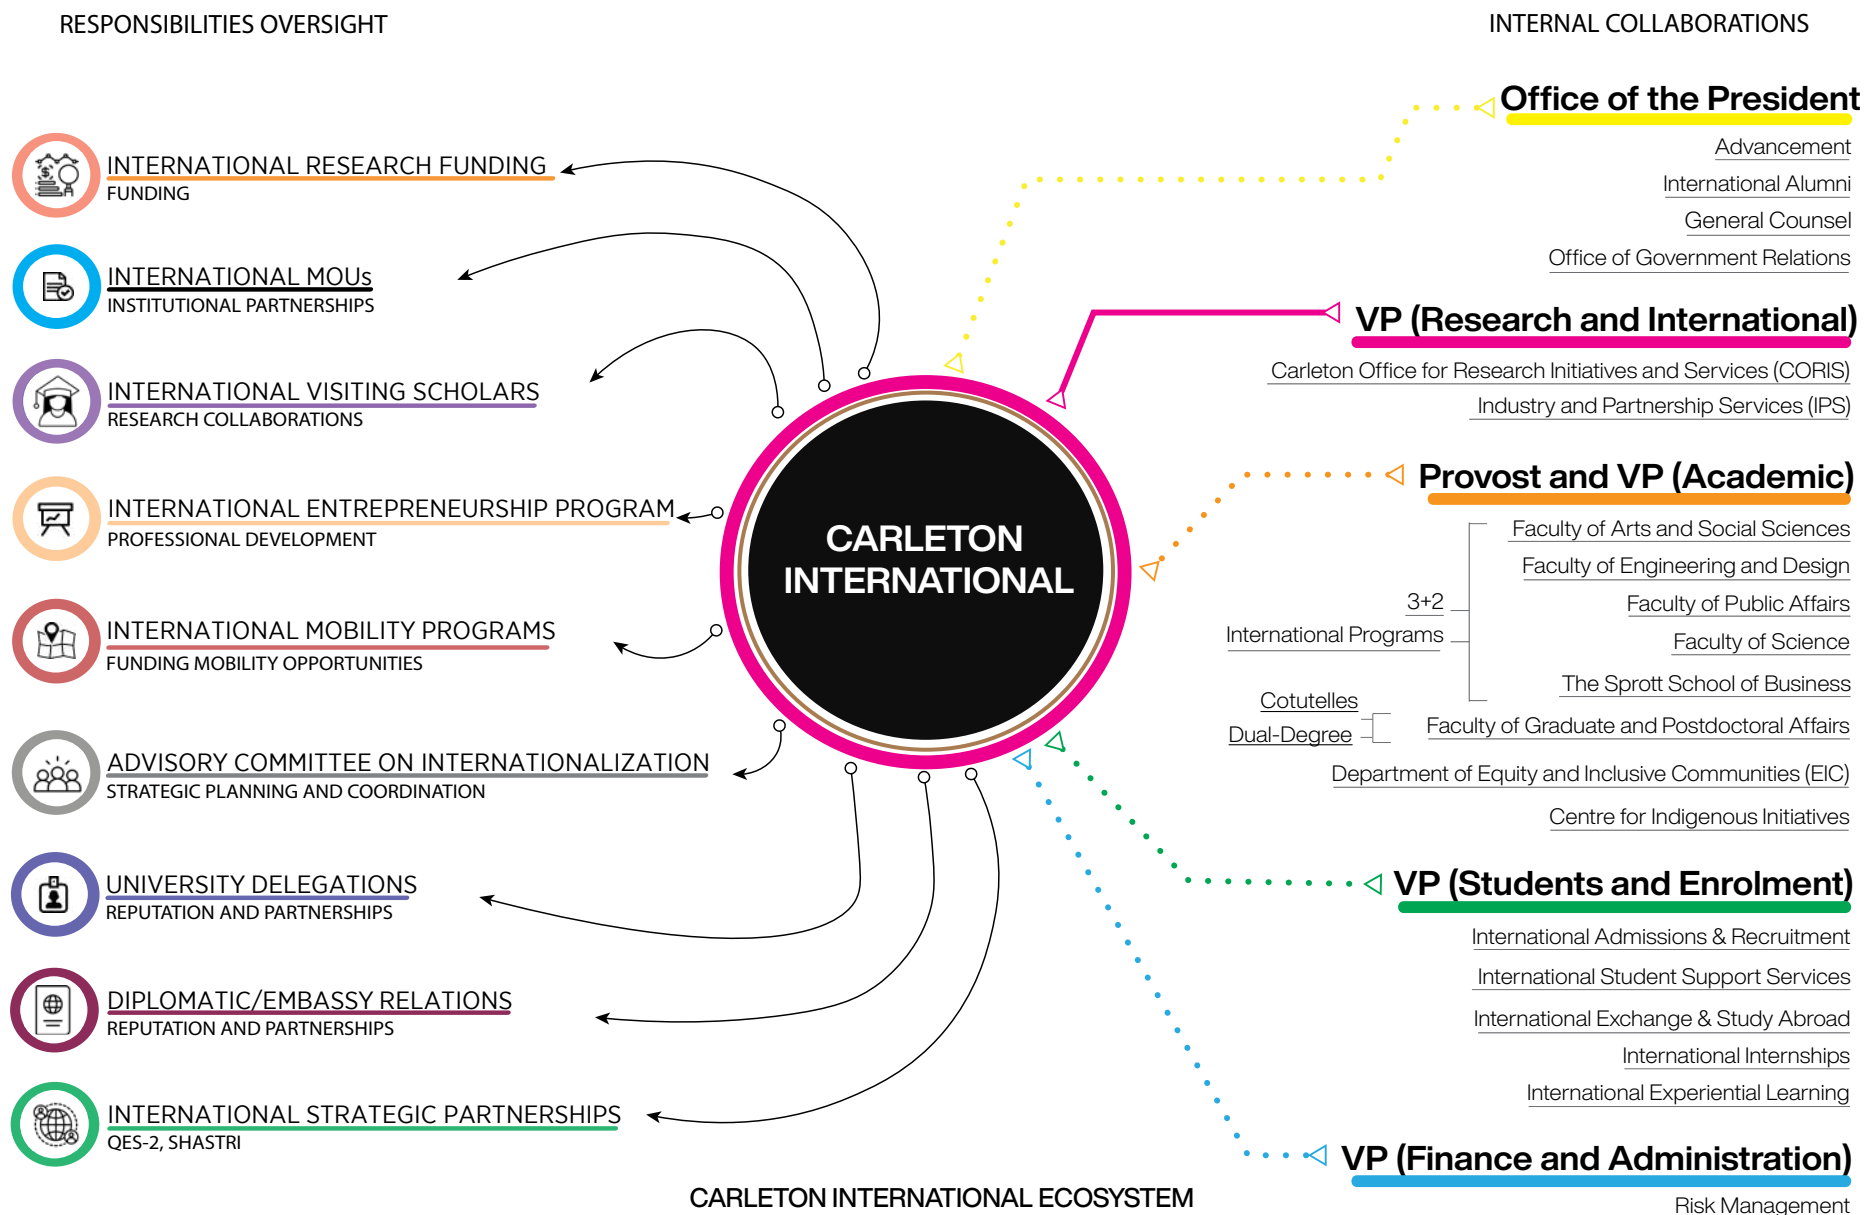 RESPONSIBILITIES OVERSIGHT
INTERNATIONAL RESEARCH FUNDING
FUNDING
INTERNATIONAL MOUs
INSTITUTIONAL PARTNERSHIPS
INTERNATIONAL VISITING SCHOLARS
RESEARCH COLLABORATIONS
INTERNATIONAL ENTREPRENEURSHIP PROGRAM
PROFESSIONAL DEVELOPMENT
INTERNATIONAL MOBILITY PROGRAMS
FUNDING MOBILITY OPPORTUNITIES
ADVISORY COMMITTEE ON INTERNATIONALIZATION
STRATEGIC PLANNING AND COORDINATION
UNIVERSITY DELEGATIONS
REPUTATION AND PARTNERSHIPS
DIPLOMATIC/EMBASSY RELATIONS
REPUTATION AND PARTNERSHIPS
INTERNATIONAL STRATEGIC PARTNERSHIPS
QES-2, SHASTRI
CARLETON
INTERNATIONAL
INTERNAL COLLABORATIONS
Office of the President
Advancement
International Alumni
General Counsel
Office of Government Relations
VP (Research and International)
Carleton Office for Research Initiatives and Services (CORIS)
Industry and Partnership Services (IPS)
Provost and VP (Academic)
Faculty of Arts and Social Sciences
Faculty of Engineering and Design
3+2
Faculty of Public Affairs
International Programs
Faculty of Science
The Sprott School of Business
Cotutelles
Dual-Degree
Faculty of Graduate and Postdoctoral Affairs
Department of Equity and Inclusive Communities (EIC)
Centre for Indigenous Initiatives
VP (Students and Enrolment)
International Admissions & Recruitment
International Student Support Services
International Exchange & Study Abroad
International Internships
International Experiential Learning
VP (Finance and Administration)
Risk Management
CARLETON INTERNATIONAL ECOSYSTEM